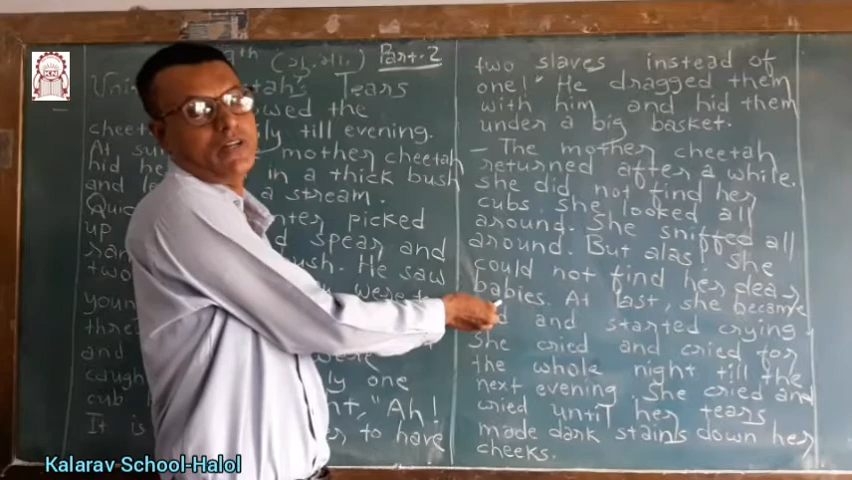 KN
gth (ગુ. મા.) Part-2
Uni- tah's Tears
wed the
cheet ly till evening.
At su mother cheetah
hid he in a thick bush
and le a stream.
Quic nter picked
up d spear and
ran ush. He saw
two were
youn
thre
and
caugh ly one
cub nt, "Ah!
It is r to have
two slaves instead of
one!" He dragged them
with him and hid them
under a big basket.
- The mother cheetah
returned after a while.
she did not find her
cubs. She looked all
around. She sniffed all
around. But alas! she
could not find her dear
babies. At last, she became
d and started crying
she cried and cried for
the whole night till the
next evening. She cried and
cried until her tears
made dark stains down her
cheeks.
Kalarav School-Halol